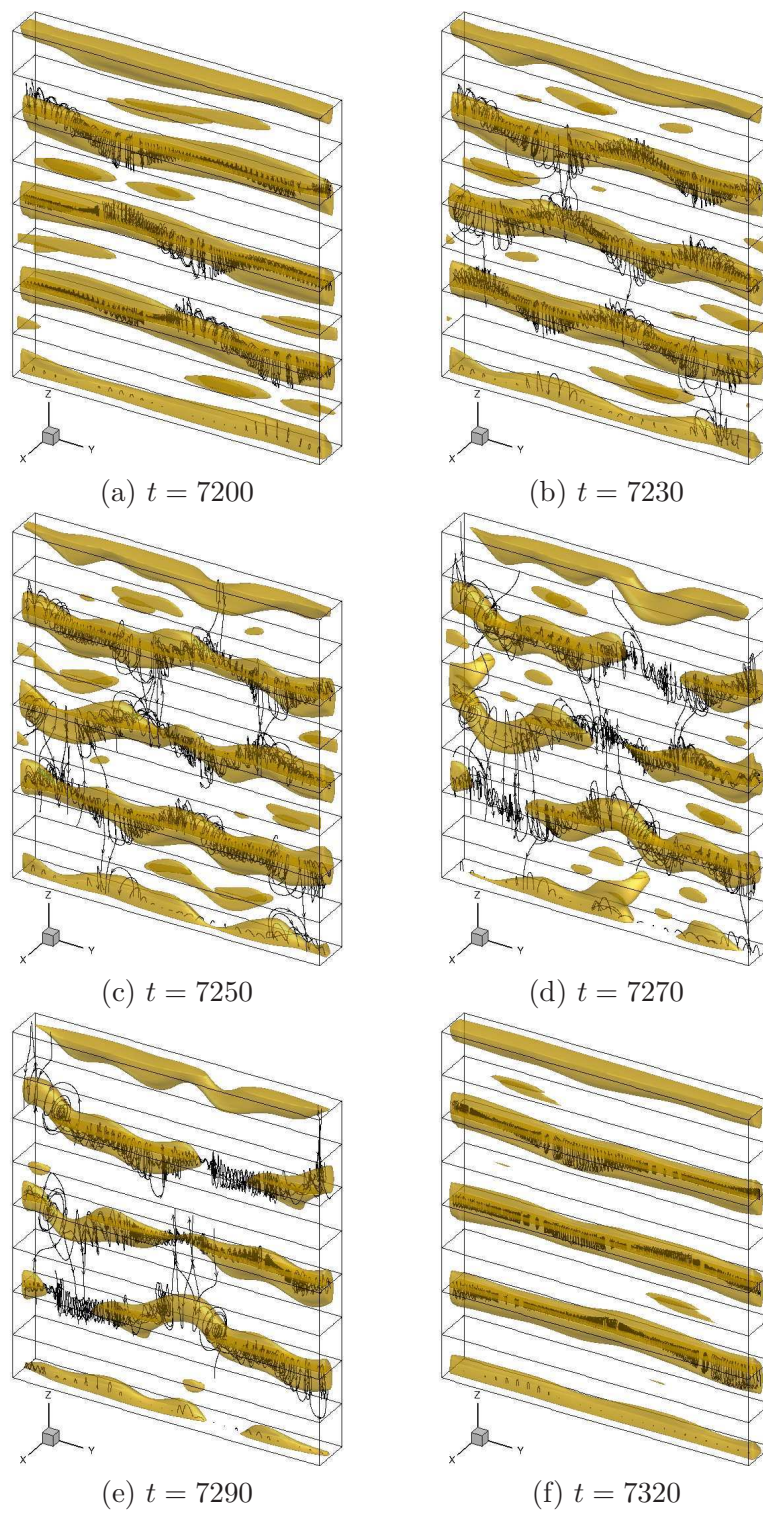 Z
X
Y
Z
X
Y
(a) t = 7200
(b) t = 7230
Z
X
Y
Z
X
Y
(c) t = 7250
(d) t = 7270
Z
X
Y
Z
X
Y
(e) t = 7290
(f) t = 7320